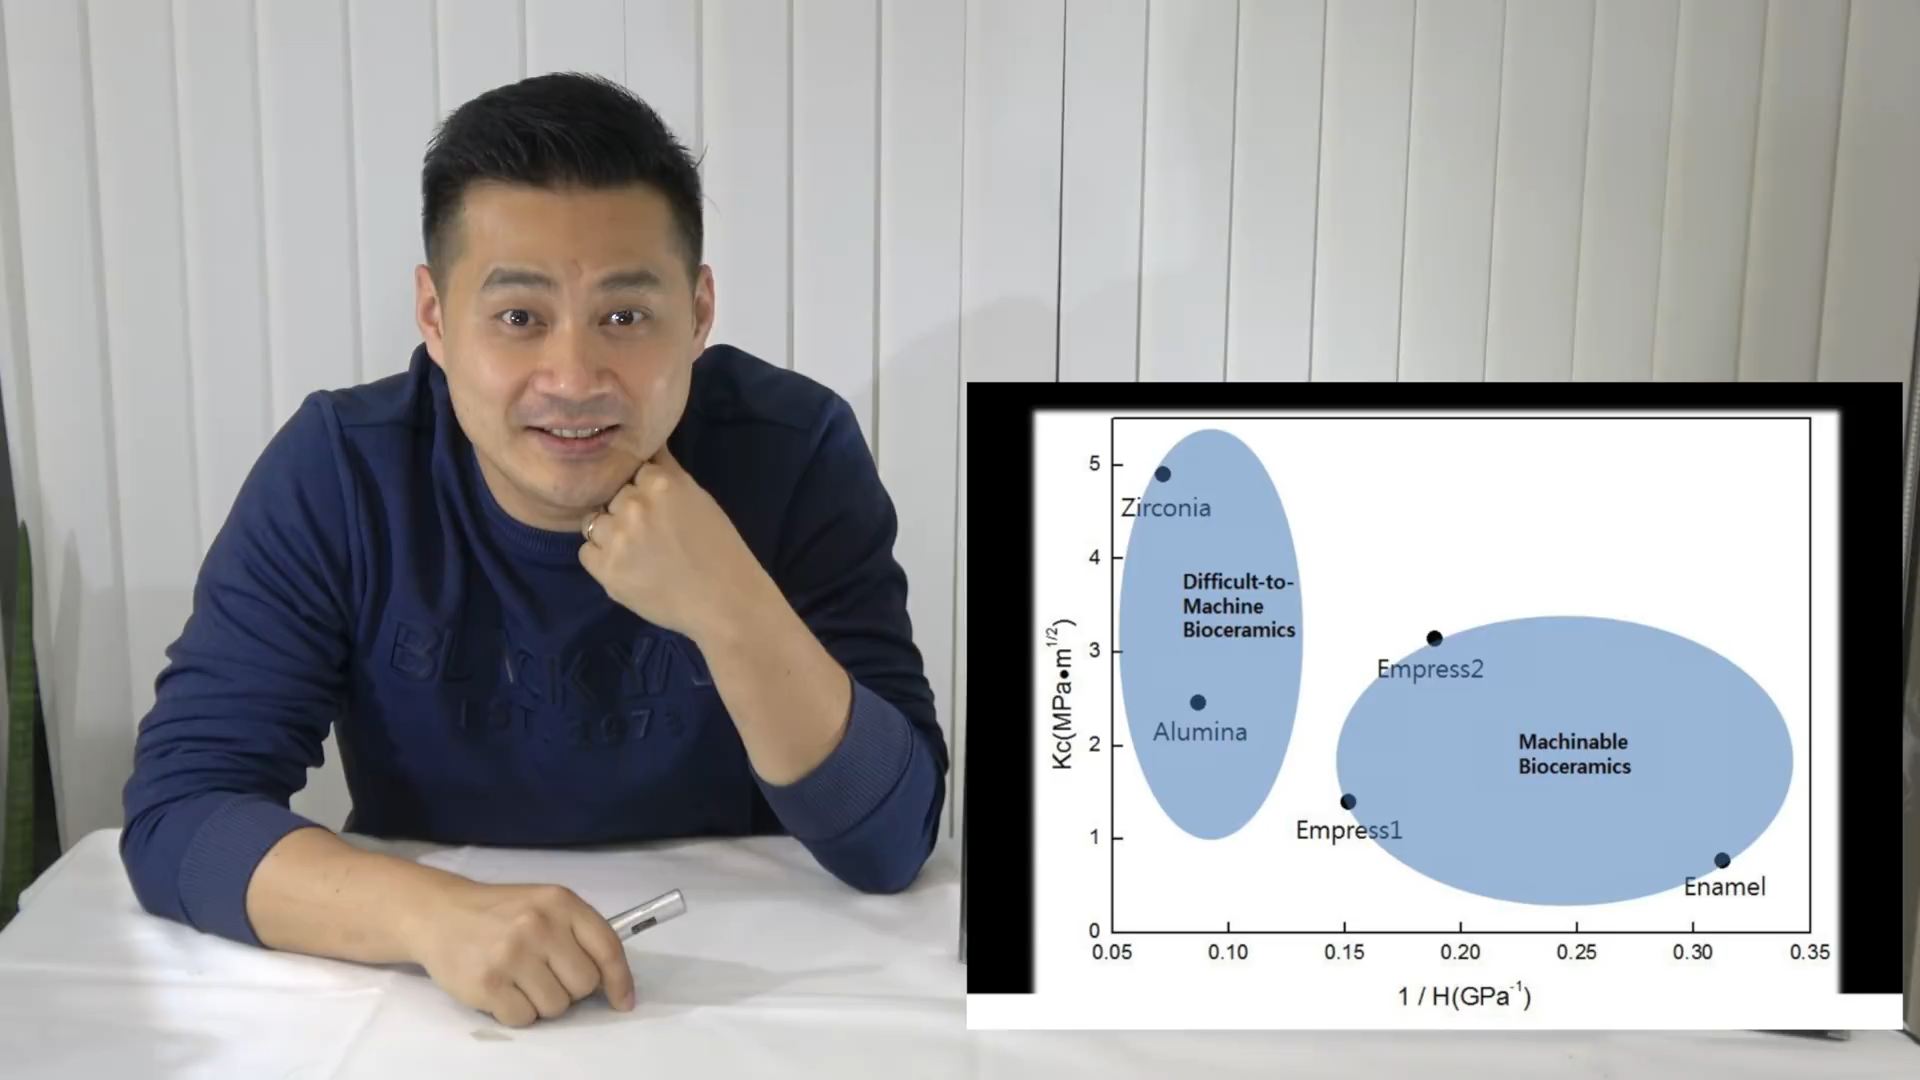 5
Zirconia
4
Difficult-to-
Machine
Bioceramics
Kc(MPa•m1/2)
3
Empress2
Alumina
2
Machinable
Bioceramics
Empress1
1
Enamel
0
0.05 0.10 0.15 0.20 0.25 0.30 0.35
1 / H(GPa-1)